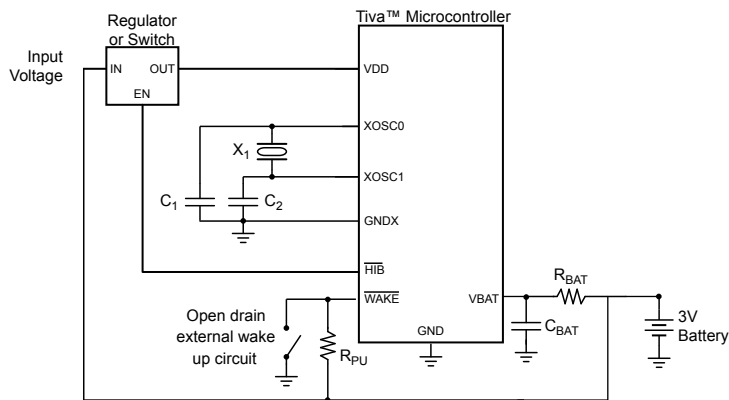 Tiva™ Microcontroller
Regulator
or Switch
Input
Voltage
IN
OUT
EN
VDD
XOSC0
X1
XOSC1
C1
C2
GNDX
HIB
WAKE
VBAT
RBAT
Open drain
external wake
up circuit
RPU
GND
CBAT
3V
Battery